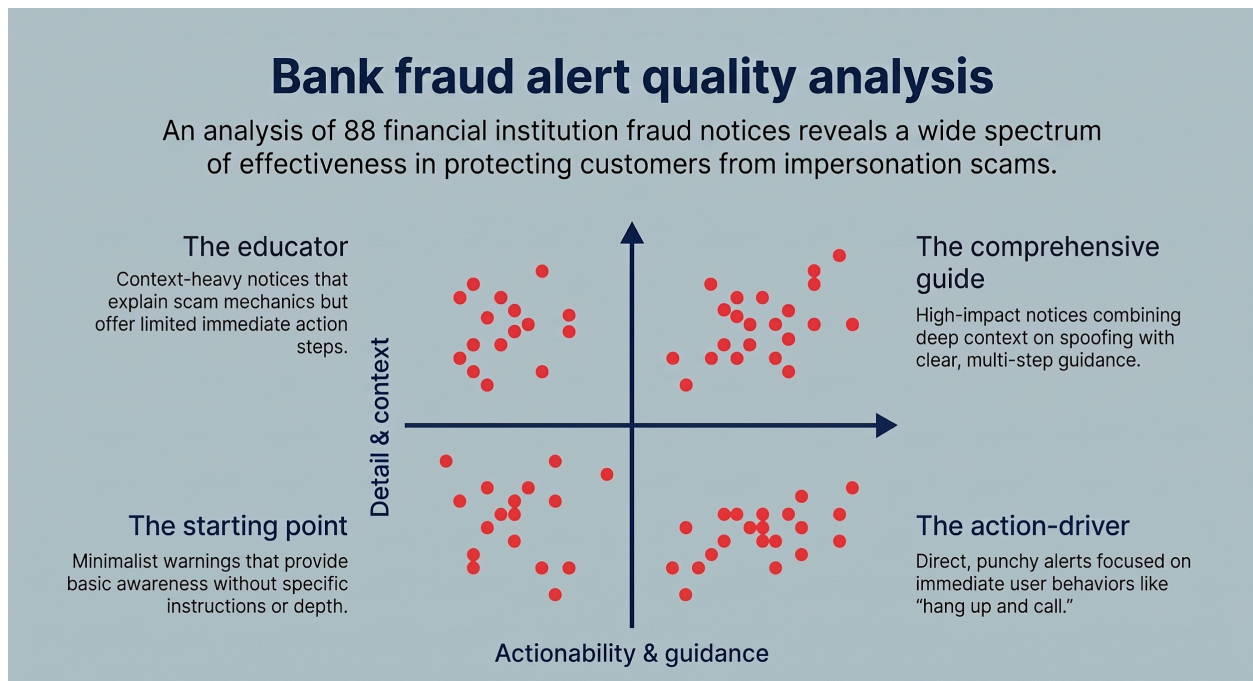 Bank fraud alert quality analysis
An analysis of 88 financial institution fraud notices reveals a wide spectrum
of effectiveness in protecting customers from impersonation scams.
The educator
Context-heavy notices that
explain scam mechanics but
offer limited immediate action
steps.
The comprehensive
guide
High-impact notices combining
deep context on spoofing with
clear, multi-step guidance.
Detail & context
The starting point
Minimalist warnings that provide
basic awareness without specific
instructions or depth.
The action-driver
Direct, punchy alerts focused on
immediate user behaviors like
“hang up and call.”
Actionability & guidance